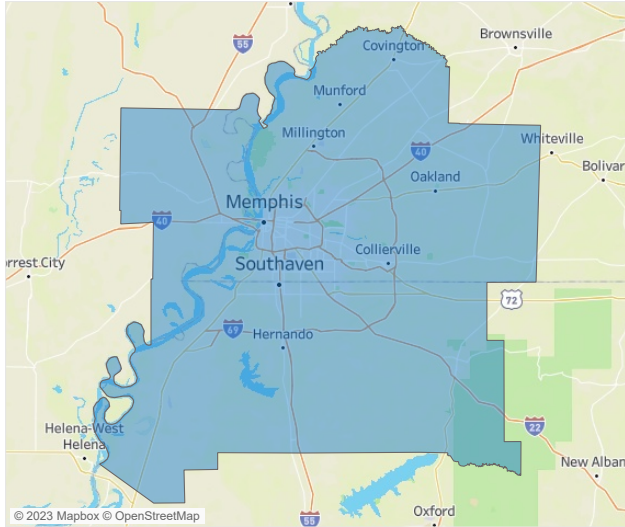 55
Covington
Brownsville
Munford
Millington
40
Whiteville
Oakland
Bolivar
Memphis
40
Collierville
Southaven
rrest City
72
69
Hernando
Helena-West
Helena
22
New Alban
Oxford
55
© 2023 Mapbox © OpenStreetMap